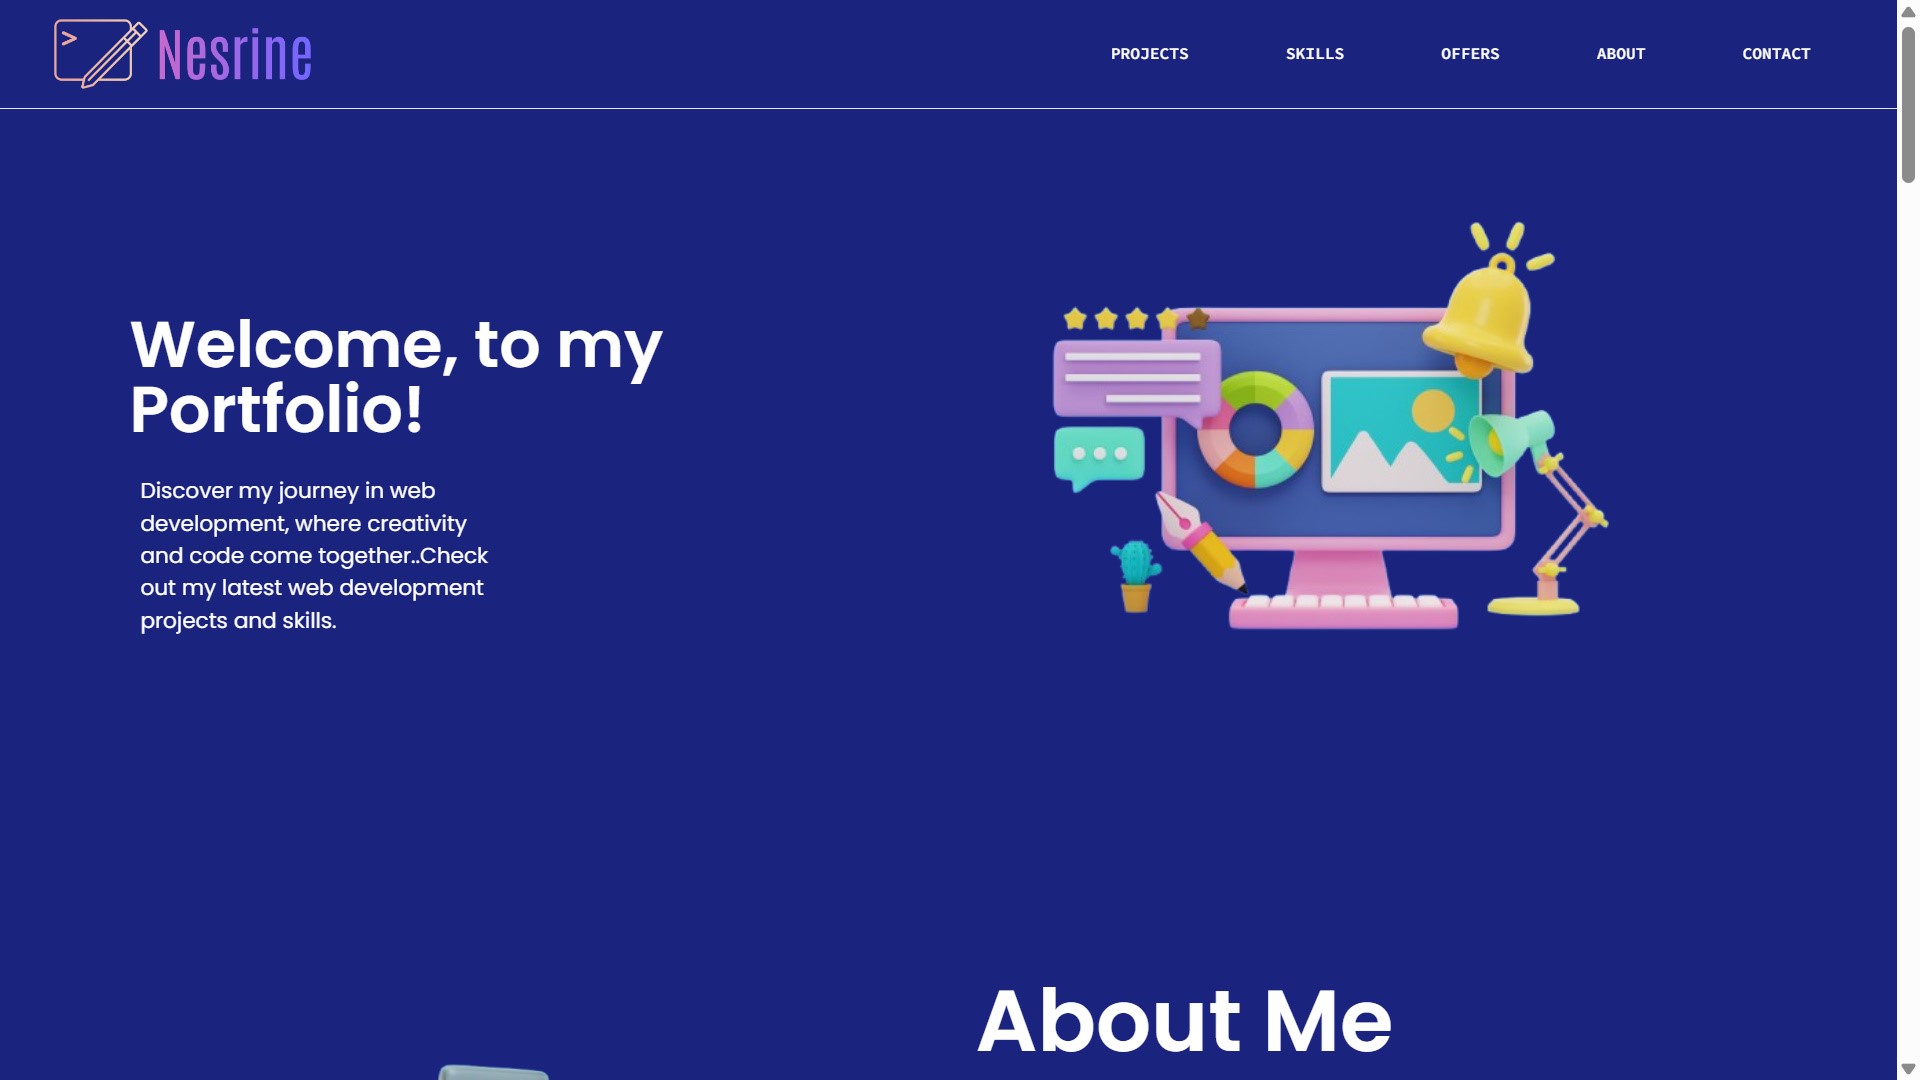 Nesrine
PROJECTS
SKILLS
OFFERS
ABOUT
CONTACT
Welcome, to my
Portfolio!
Discover my journey in web
development, where creativity
and code come together..Check
out my latest web development
projects and skills.
About Me